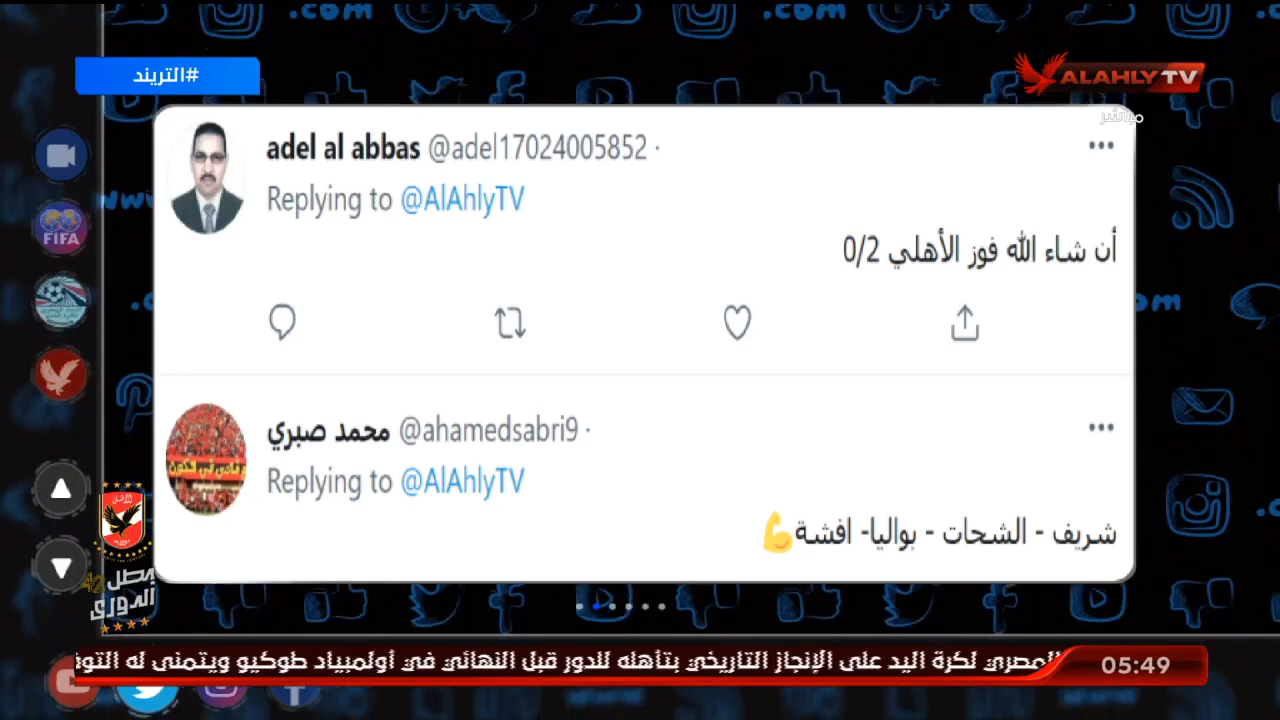 #التريند
ALAHLY TV
مباشر
adel al abbas @adel17024005852 ·
Replying to @AlAhlyTV
أن شاء الله فوز الأهلي 0/2
FIFA
محمد صبري @ahamedsabri9 ·
Replying to @AlAhlyTV
شريف - الشحات - بواليا- افشة💪
بطل 42
الدورى
المصري لكرة اليد على الإنجاز التاريخي بتأهله للدور قبل النهائي في أولمبياد طوكيو ويتمنى له
05:49